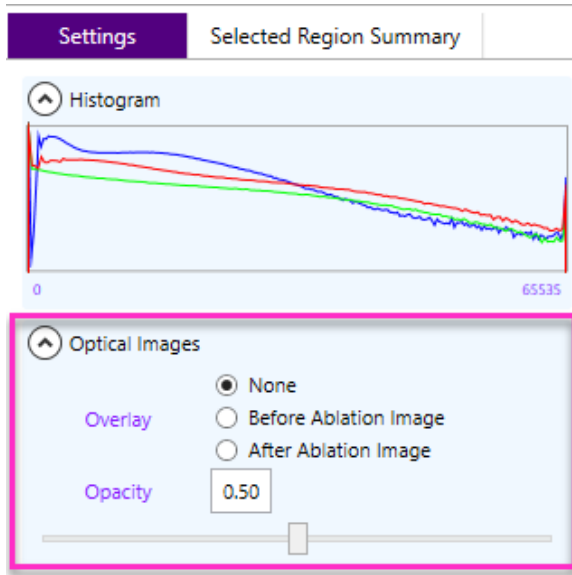 Settings Selected Region Summary
Histogram
0 65535
Optical Images
None
Overlay Before Ablation Image
After Ablation Image
Opacity 0.50